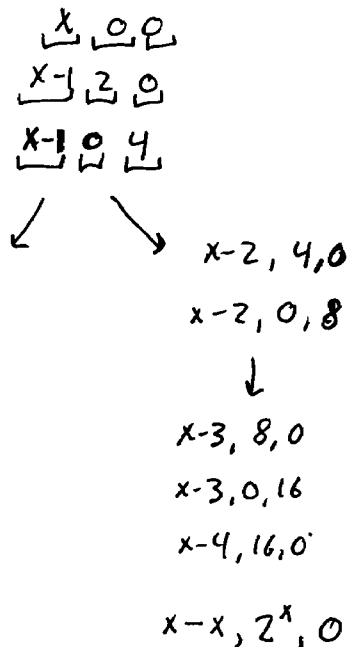 x 0 0
x-1 2 0
x-1 0 4
x-2, 4,0
x-2, 0, 8
x-3, 8, 0
x-3, 0, 16
x-4, 16, 0
x-x, 2ˣ, 0